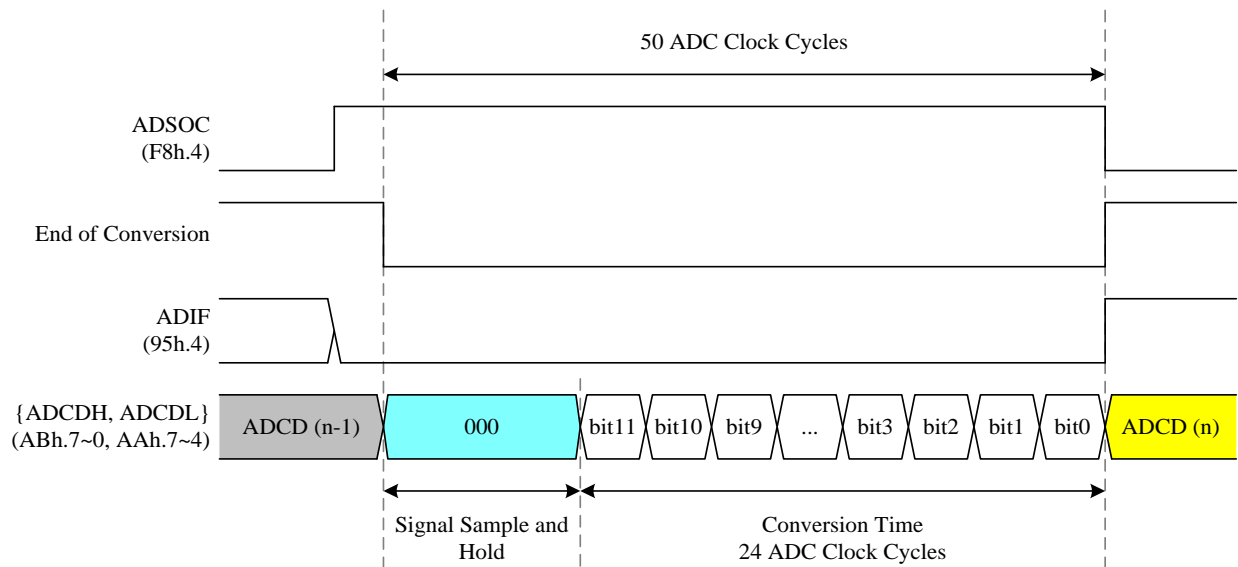 50 ADC Clock Cycles
ADSOC
(F8h.4)
End of Conversion
ADIF
(95h.4)
{ADCDH, ADCDL}
(ABh.7~0, AAh.7~4)
ADCD (n-1)
000
bit11
bit10
bit9
...
bit3
bit2
bit1
bit0
ADCD (n)
Signal Sample and
Hold
Conversion Time
24 ADC Clock Cycles